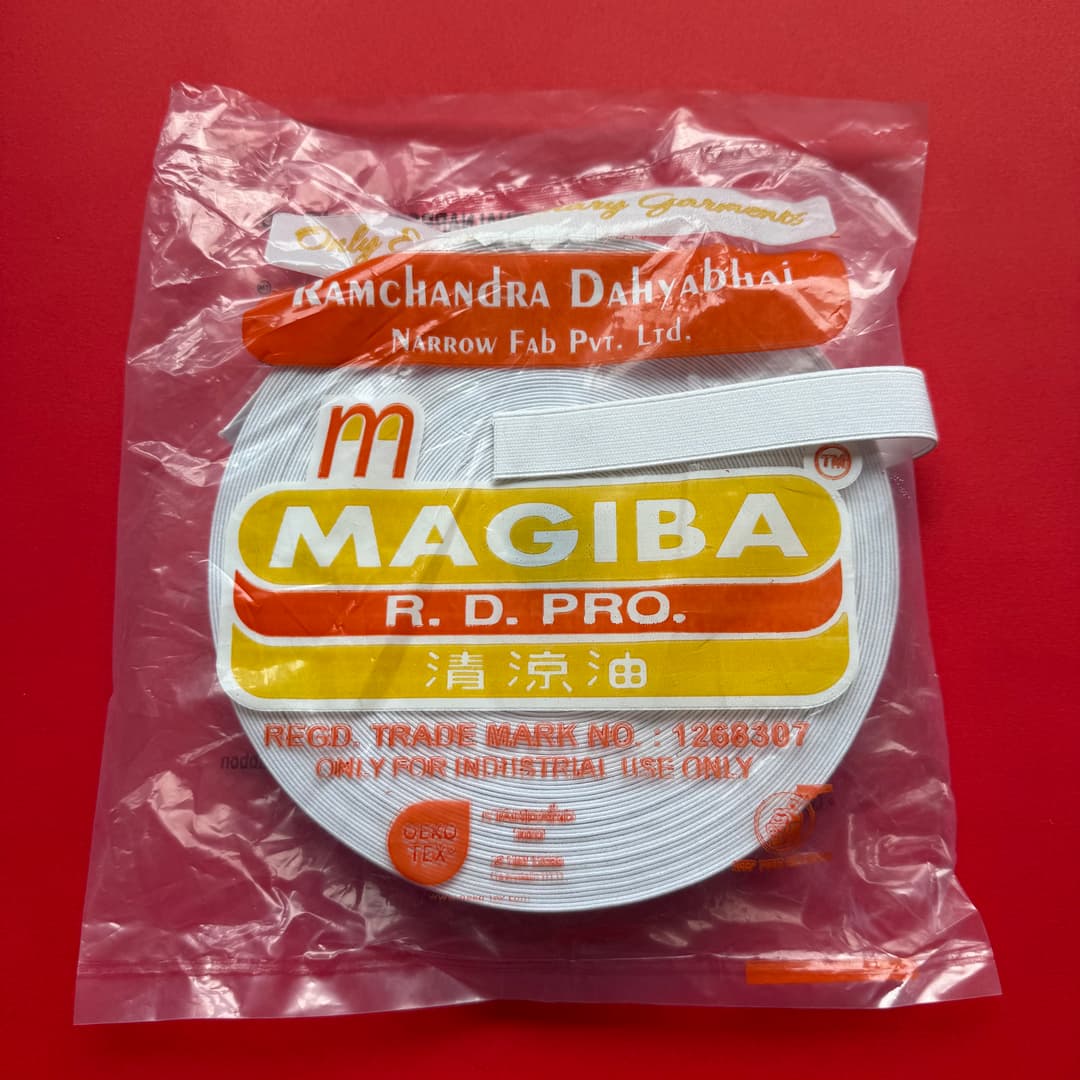 Only
Garments
RAMCHANDRA DAHYABHAI
NARROW FAB PVT. LTD.
m
TM
MAGIBA
R. D. PRO.
清涼油
REGD. TRADE MARK NO. : 1268307
ONLY FOR INDUSTRIAL USE ONLY
OEKO
TEX®